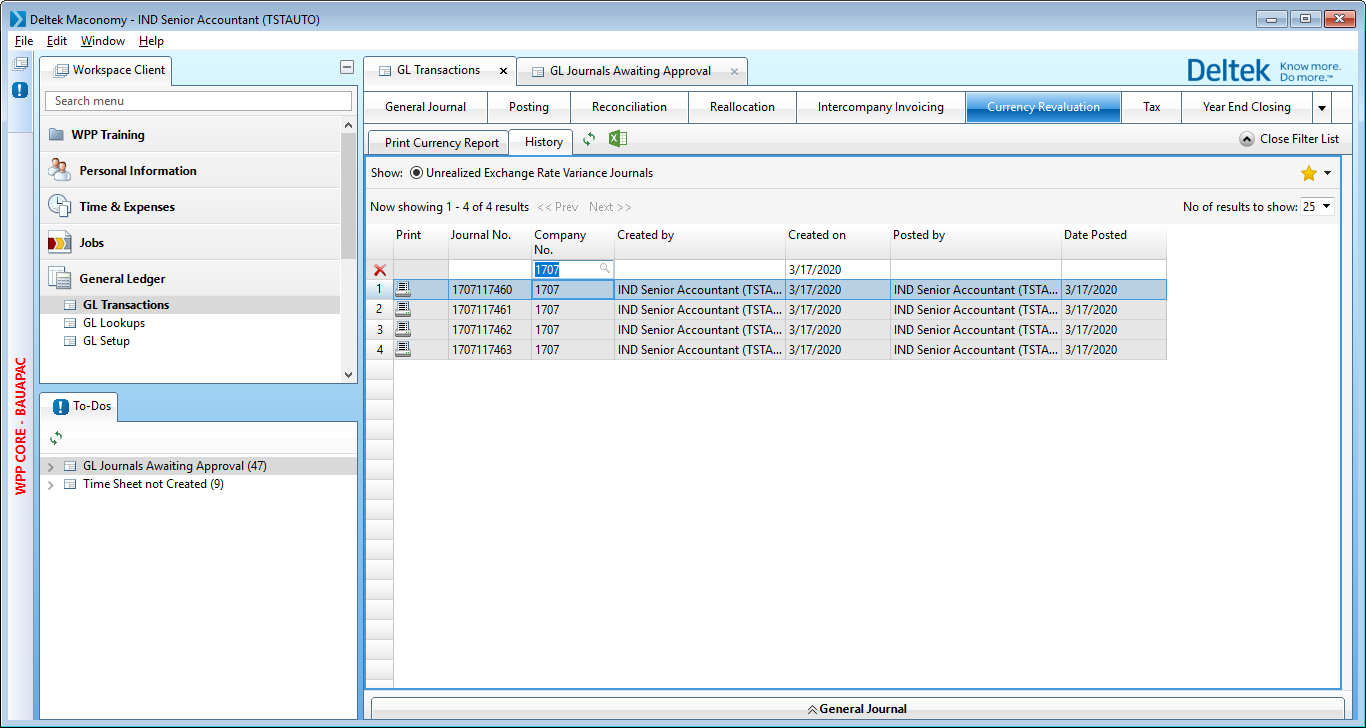 Deltek Maconomy - IND Senior Accountant (TSTAUTO)
File Edit Window Help
Workspace Client
Search menu
WPP Training
Personal Information
Time & Expenses
Jobs
General Ledger
GL Transactions
GL Lookups
GL Setup
WPP CORE - BAUAPAC
To-Dos
GL Journals Awaiting Approval (47)
Time Sheet not Created (9)
GL Transactions GL Journals Awaiting Approval
Deltek Know more. Do more.™
General Journal Posting Reconciliation Reallocation Intercompany Invoicing Currency Revaluation Tax Year End Closing
Print Currency Report History Close Filter List
Show: Unrealized Exchange Rate Variance Journals
Now showing 1 - 4 of 4 results << Prev Next >> No of results to show: 25
Print Journal No. Company No. Created by Created on Posted by Date Posted
1707 3/17/2020
1 1707117460 1707 IND Senior Accountant (TSTA... 3/17/2020 IND Senior Accountant (TSTA... 3/17/2020
2 1707117461 1707 IND Senior Accountant (TSTA... 3/17/2020 IND Senior Accountant (TSTA... 3/17/2020
3 1707117462 1707 IND Senior Accountant (TSTA... 3/17/2020 IND Senior Accountant (TSTA... 3/17/2020
4 1707117463 1707 IND Senior Accountant (TSTA... 3/17/2020 IND Senior Accountant (TSTA... 3/17/2020
General Journal